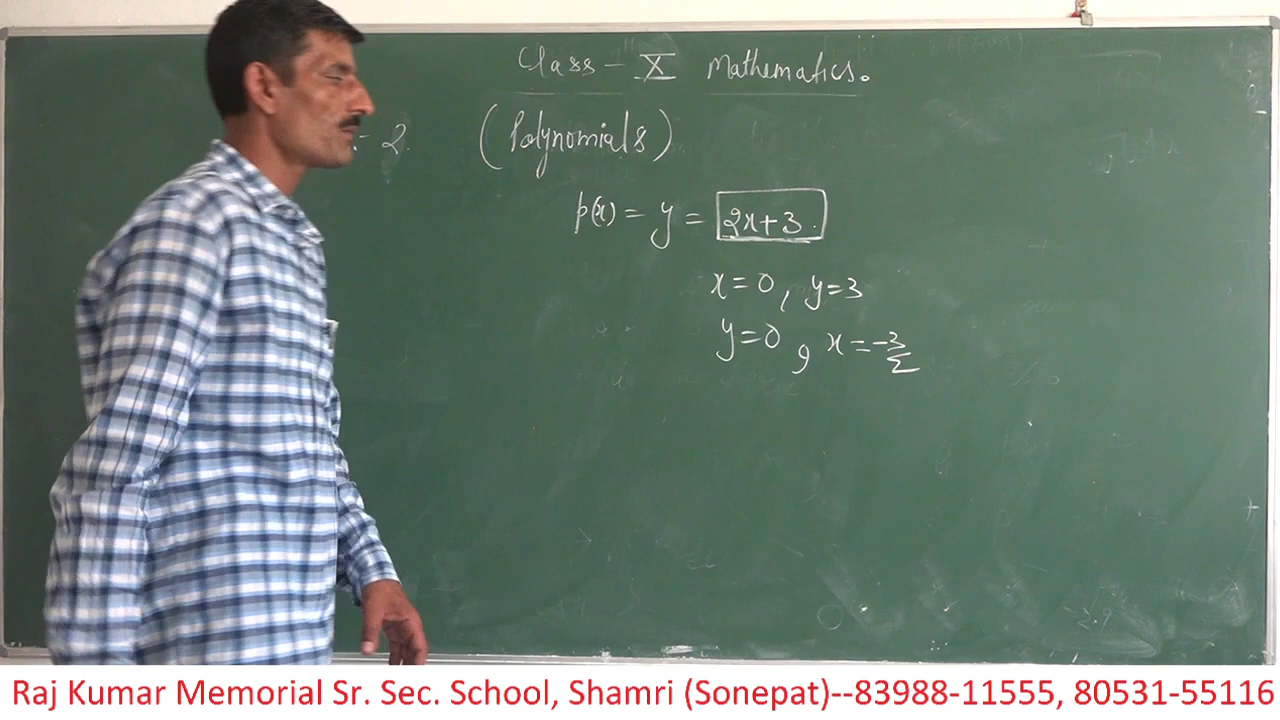 Class - X Mathematics.
:- 2. (Polynomials)
p(x) = y = 2x+3.
x=0, y=3
y=0, x=-3/2
Raj Kumar Memorial Sr. Sec. School, Shamri (Sonepat)--83988-11555, 80531-55116